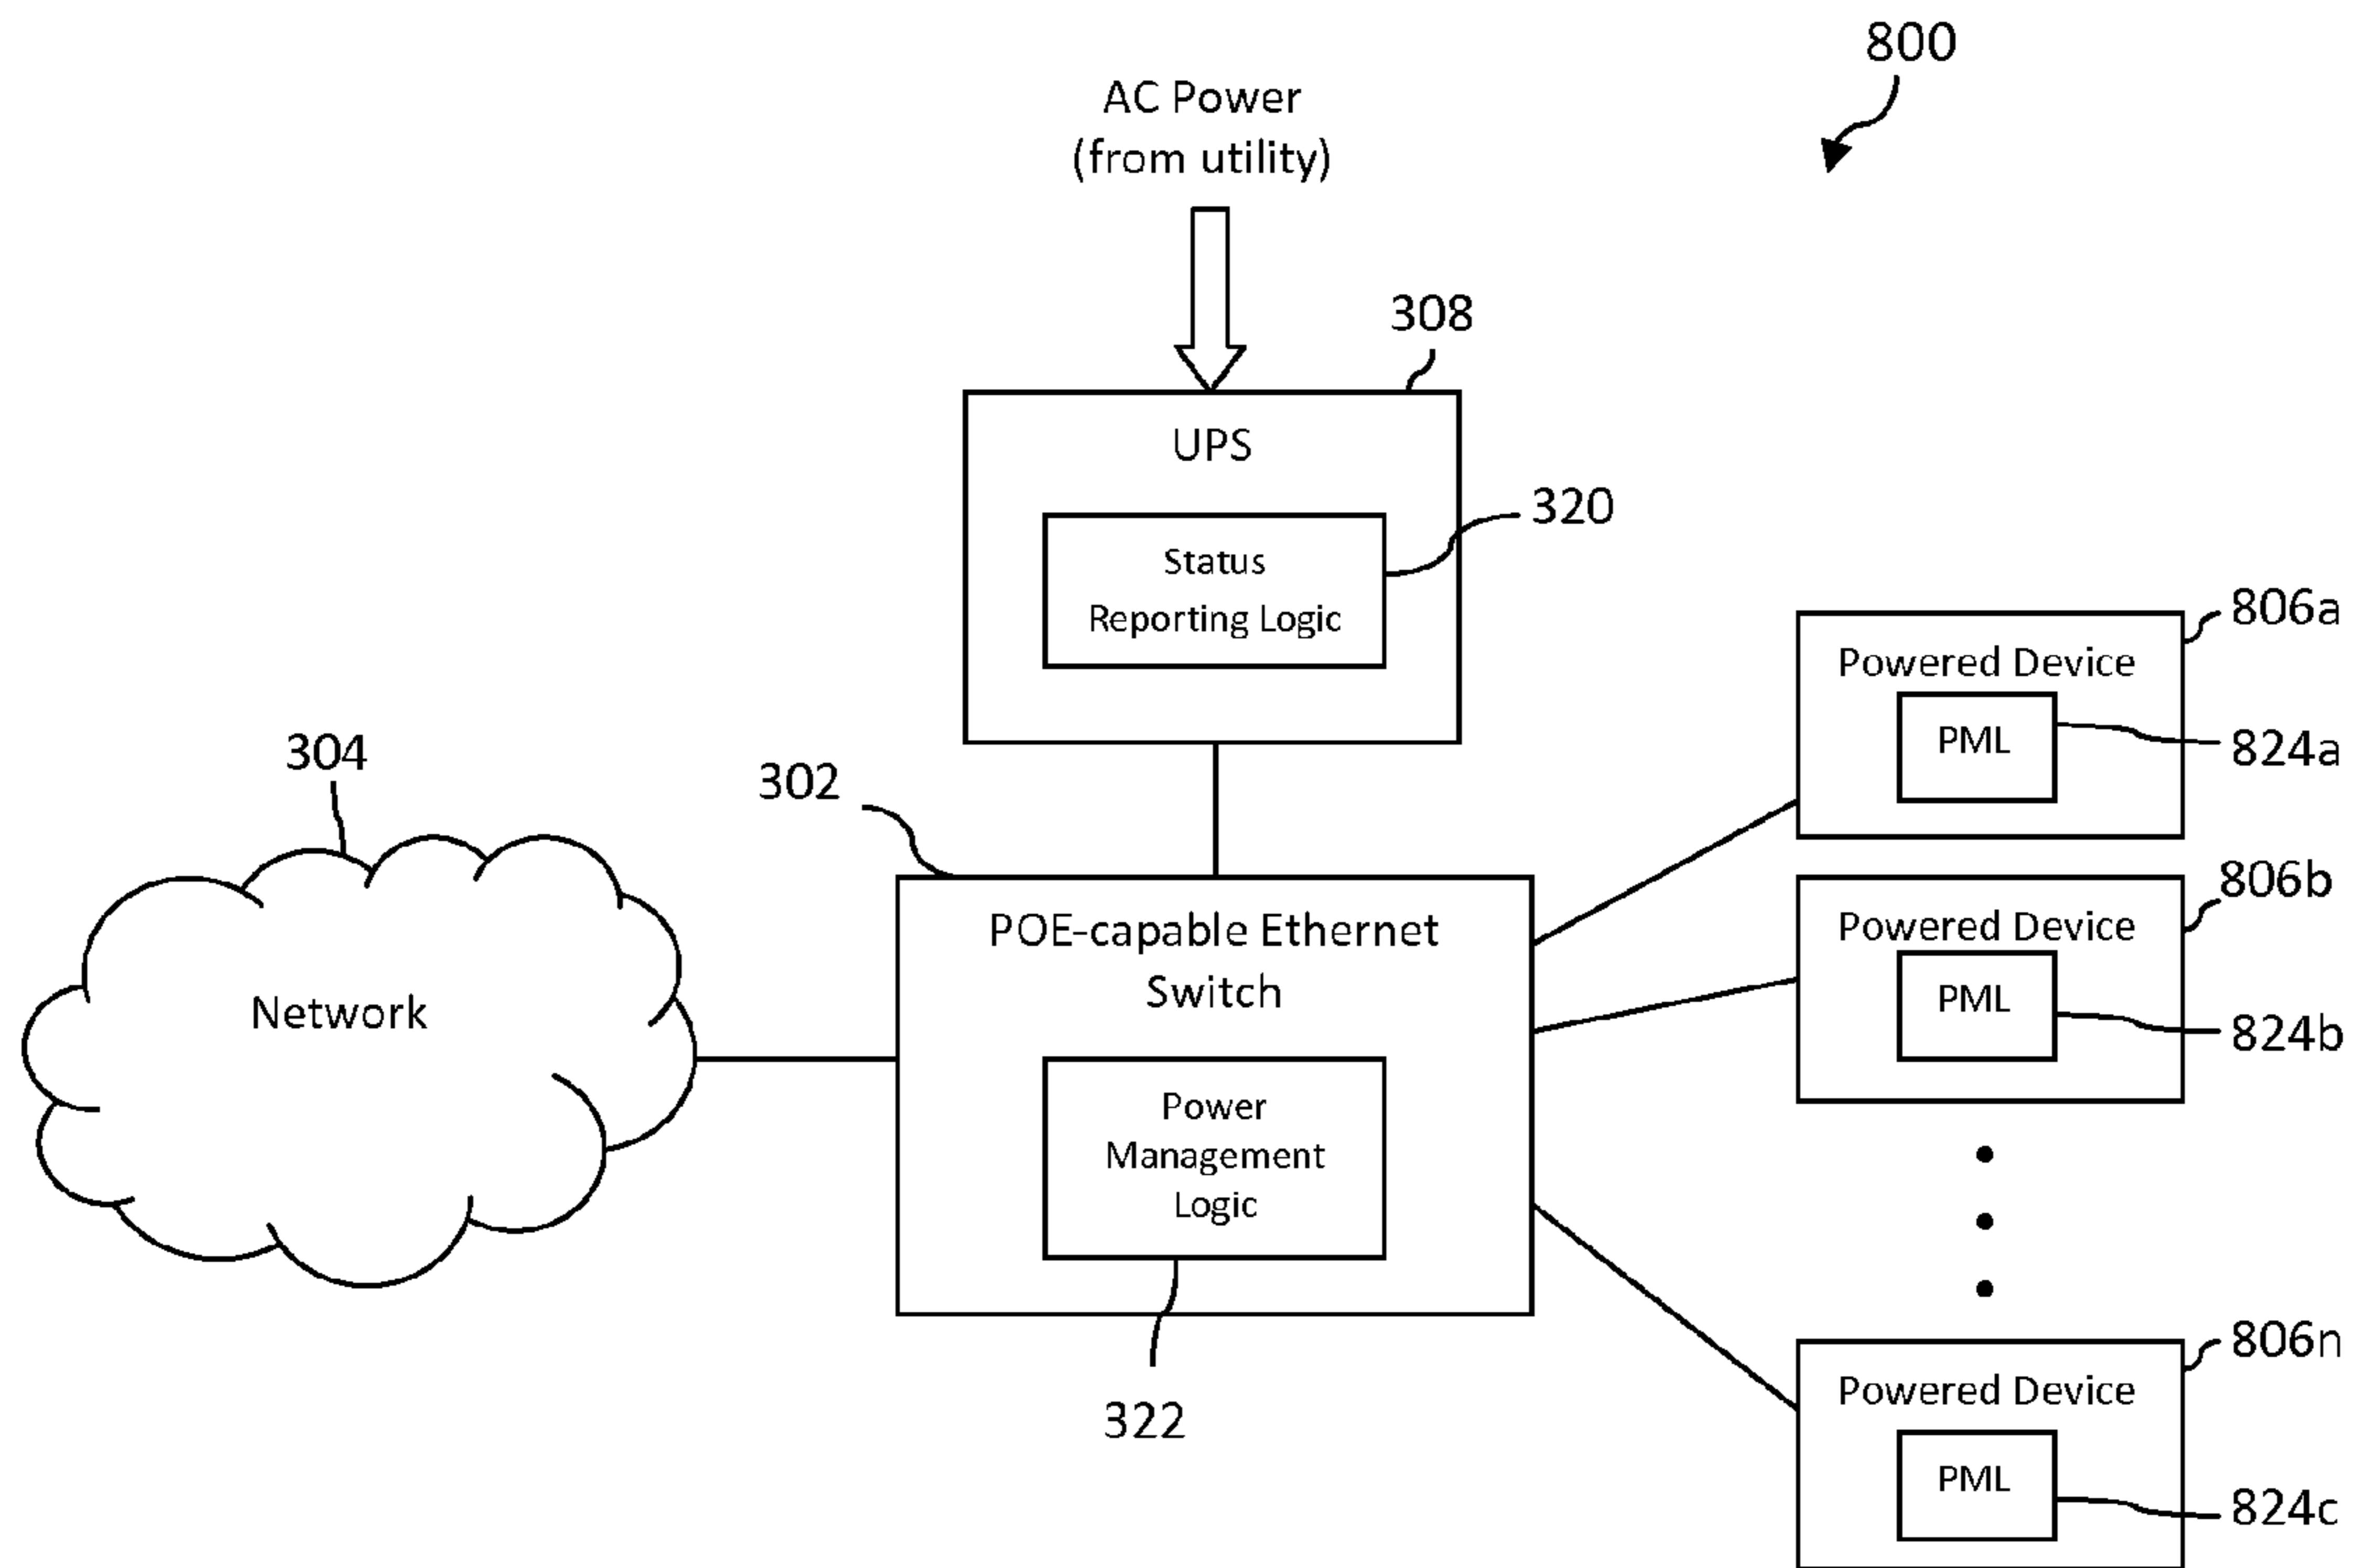 800
AC Power
(from utility)
308
UPS
320
Status
Reporting Logic
806a
Powered Device
PML
824a
304
302
806b
POE-capable Ethernet
Switch
Powered Device
Network
PML
824b
Power
Management
Logic
806n
Powered Device
322
PML
824c